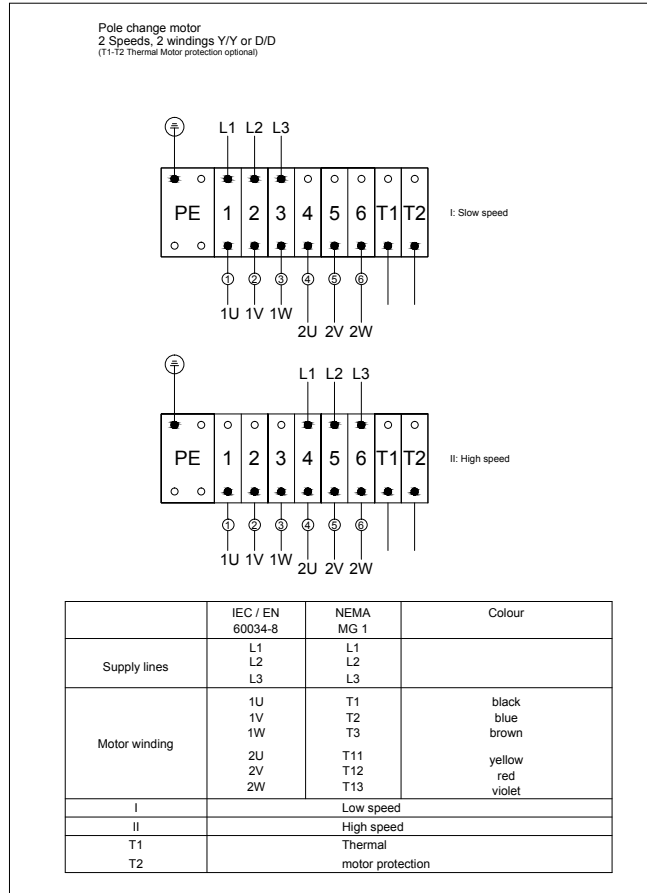 Pole change motor
2 Speeds, 2 windings Y/Y or D/D
(T1-T2 Thermal Motor protection optional)
L1 L2 L3
PE 1 2 3 4 5 6 T1 T2
I: Slow speed
1 2 3 4 5 6
1U 1V 1W
2U 2V 2W
L1 L2 L3
PE 1 2 3 4 5 6 T1 T2
II: High speed
1 2 3 4 5 6
1U 1V 1W
2U 2V 2W
IEC / EN NEMA Colour
60034-8 MG 1
Supply lines
L1 L1
L2 L2
L3 L3
Motor winding
1U T1 black
1V T2 blue
1W T3 brown
2U T11 yellow
2V T12 red
2W T13 violet
I Low speed
II High speed
T1 Thermal
T2 motor protection